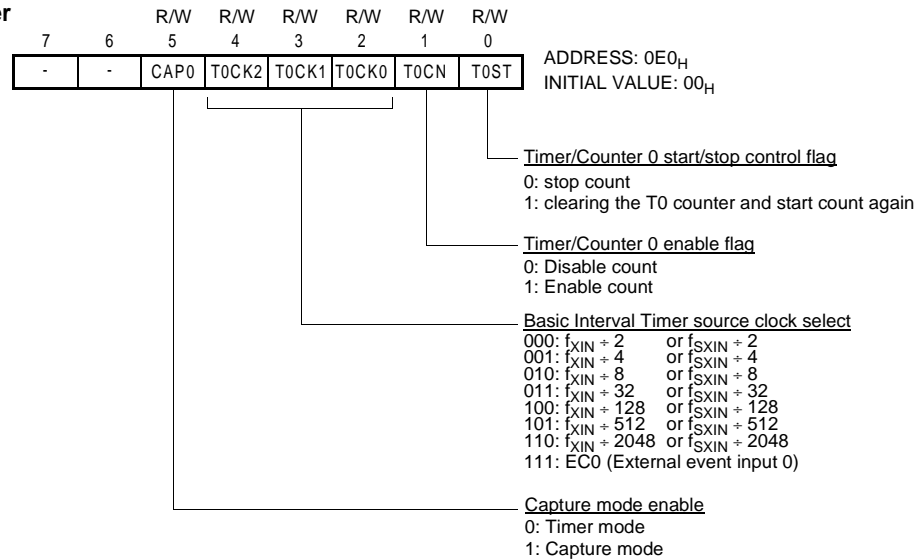 er
R/W R/W R/W R/W R/W R/W
7 6 5 4 3 2 1 0
- - CAP0 T0CK2 T0CK1 T0CK0 T0CN T0ST
ADDRESS: 0E0H
INITIAL VALUE: 00H
Timer/Counter 0 start/stop control flag
0: stop count
1: clearing the T0 counter and start count again
Timer/Counter 0 enable flag
0: Disable count
1: Enable count
Basic Interval Timer source clock select
000: fXIN ÷ 2 or fSXIN ÷ 2
001: fXIN ÷ 4 or fSXIN ÷ 4
010: fXIN ÷ 8 or fSXIN ÷ 8
011: fXIN ÷ 32 or fSXIN ÷ 32
100: fXIN ÷ 128 or fSXIN ÷ 128
101: fXIN ÷ 512 or fSXIN ÷ 512
110: fXIN ÷ 2048 or fSXIN ÷ 2048
111: EC0 (External event input 0)
Capture mode enable
0: Timer mode
1: Capture mode